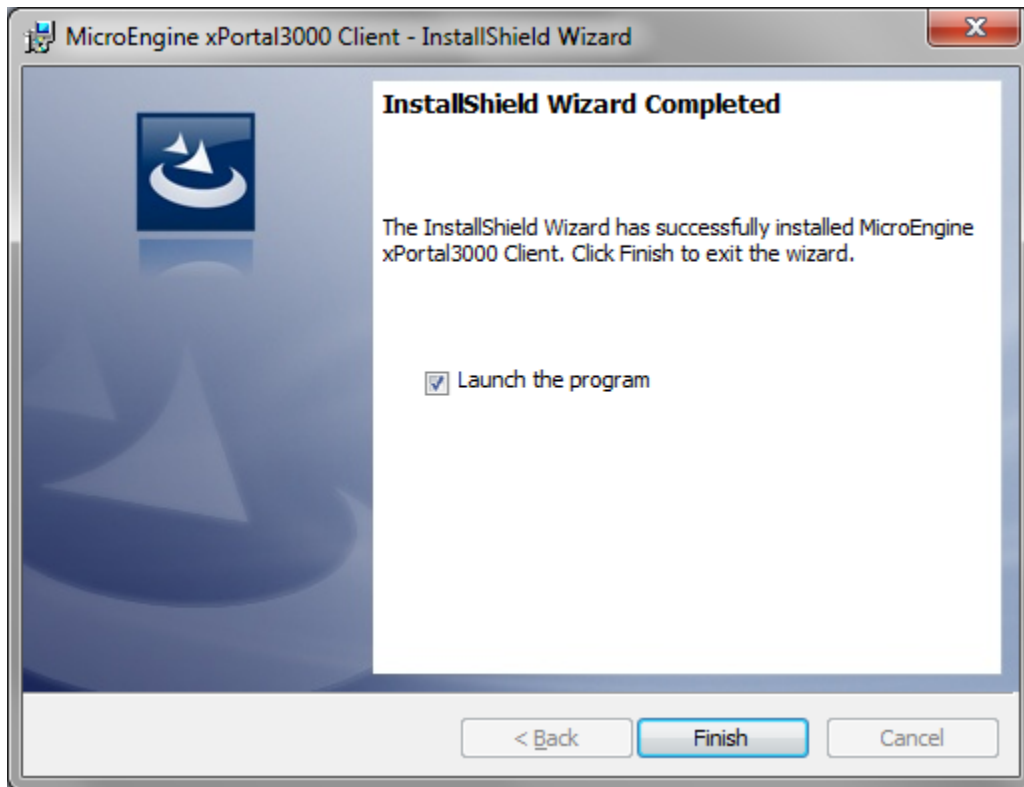 MicroEngine xPortal3000 Client - InstallShield Wizard
InstallShield Wizard Completed
The InstallShield Wizard has successfully installed MicroEngine
xPortal3000 Client. Click Finish to exit the wizard.
Launch the program
< Back
Finish
Cancel